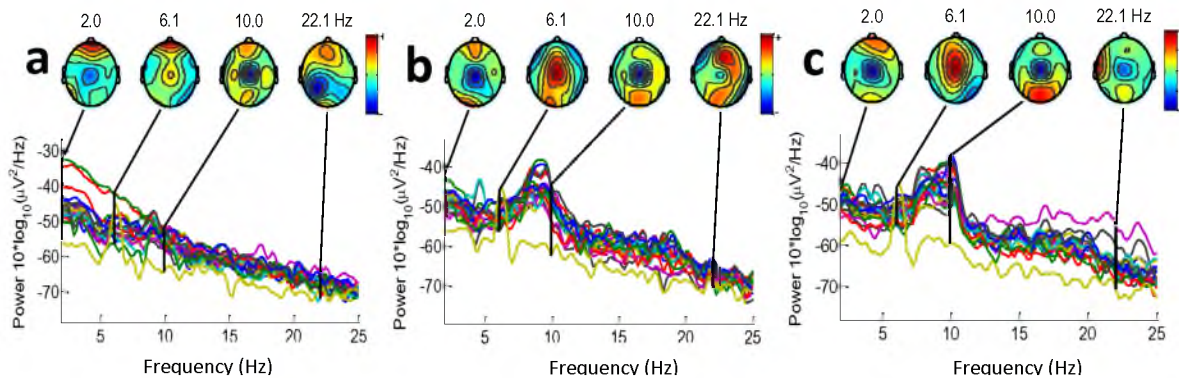 a
2.0 6.1 10.0 22.1 Hz
+
-
Power 10*log₁₀(μV²/Hz)
-30
-40
-50
-60
-70
5 10 15 20 25
Frequency (Hz)
b
2.0 6.1 10.0 22.1 Hz
+
-
Power 10*log₁₀(μV²/Hz)
-40
-50
-60
-70
5 10 15 20 25
Frequency (Hz)
c
2.0 6.1 10.0 22.1 Hz
Power 10*log₁₀(μV²/Hz)
-40
-50
-60
-70
5 10 15 20 25
Frequency (Hz)